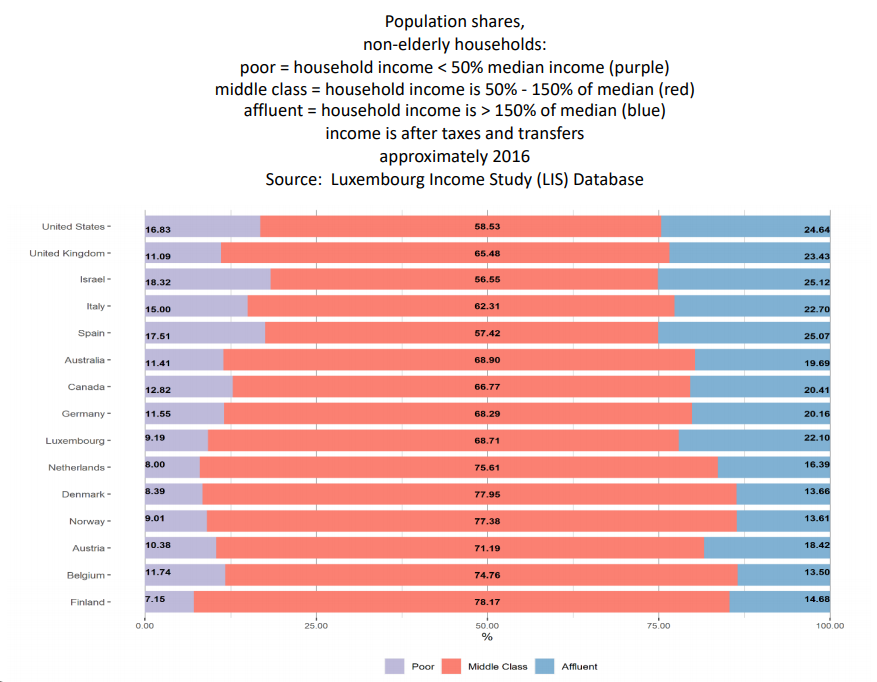 Population shares,
non-elderly households:
poor = household income < 50% median income (purple)
middle class = household income is 50% - 150% of median (red)
affluent = household income is > 150% of median (blue)
income is after taxes and transfers
approximately 2016
Source:  Luxembourg Income Study (LIS) Database
United States - 16.83 58.53 24.64
United Kingdom - 11.09 65.48 23.43
Israel - 18.32 56.55 25.12
Italy - 15.00 62.31 22.70
Spain - 17.51 57.42 25.07
Australia - 11.41 68.90 19.69
Canada - 12.82 66.77 20.41
Germany - 11.55 68.29 20.16
Luxembourg - 9.19 68.71 22.10
Netherlands - 8.00 75.61 16.39
Denmark - 8.39 77.95 13.66
Norway - 9.01 77.38 13.61
Austria - 10.38 71.19 18.42
Belgium - 11.74 74.76 13.50
Finland - 7.15 78.17 14.68
0.00 25.00 50.00 75.00 100.00
%
Poor Middle Class Affluent